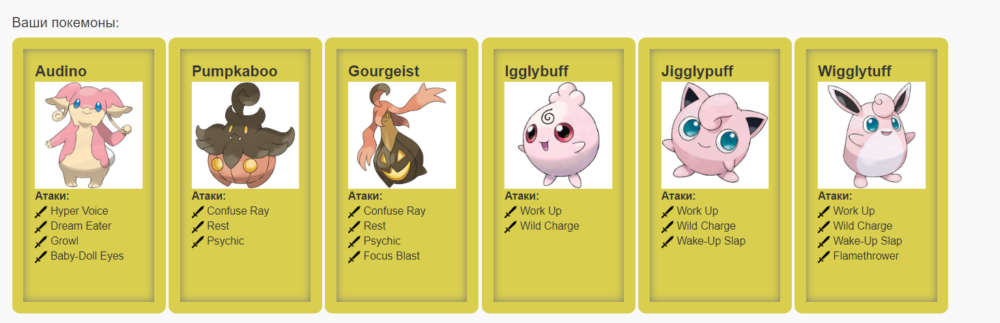 Ваши покемоны:
Audino
Атаки:
Hyper Voice
Dream Eater
Growl
Baby-Doll Eyes
Pumpkaboo
Атаки:
Confuse Ray
Rest
Psychic
Gourgeist
Атаки:
Confuse Ray
Rest
Psychic
Focus Blast
Igglybuff
Атаки:
Work Up
Wild Charge
Jigglypuff
Атаки:
Work Up
Wild Charge
Wake-Up Slap
Wigglytuff
Атаки:
Work Up
Wild Charge
Wake-Up Slap
Flamethrower